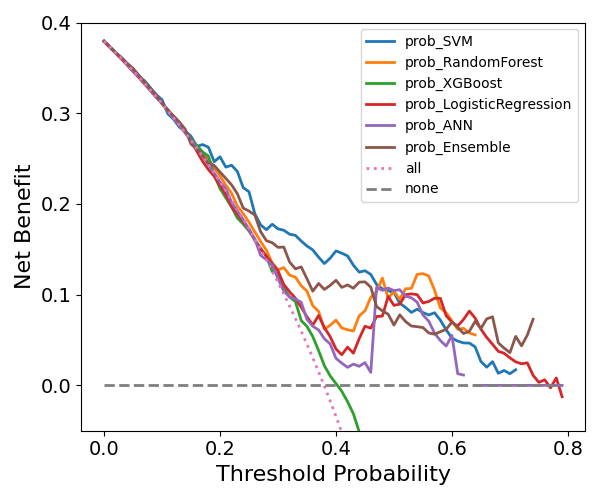 0.4
0.3
0.2
0.1
0.0
Net Benefit
prob_SVM
prob_RandomForest
prob_XGBoost
prob_LogisticRegression
prob_ANN
prob_Ensemble
all
none
0.0 0.2 0.4 0.6 0.8
Threshold Probability